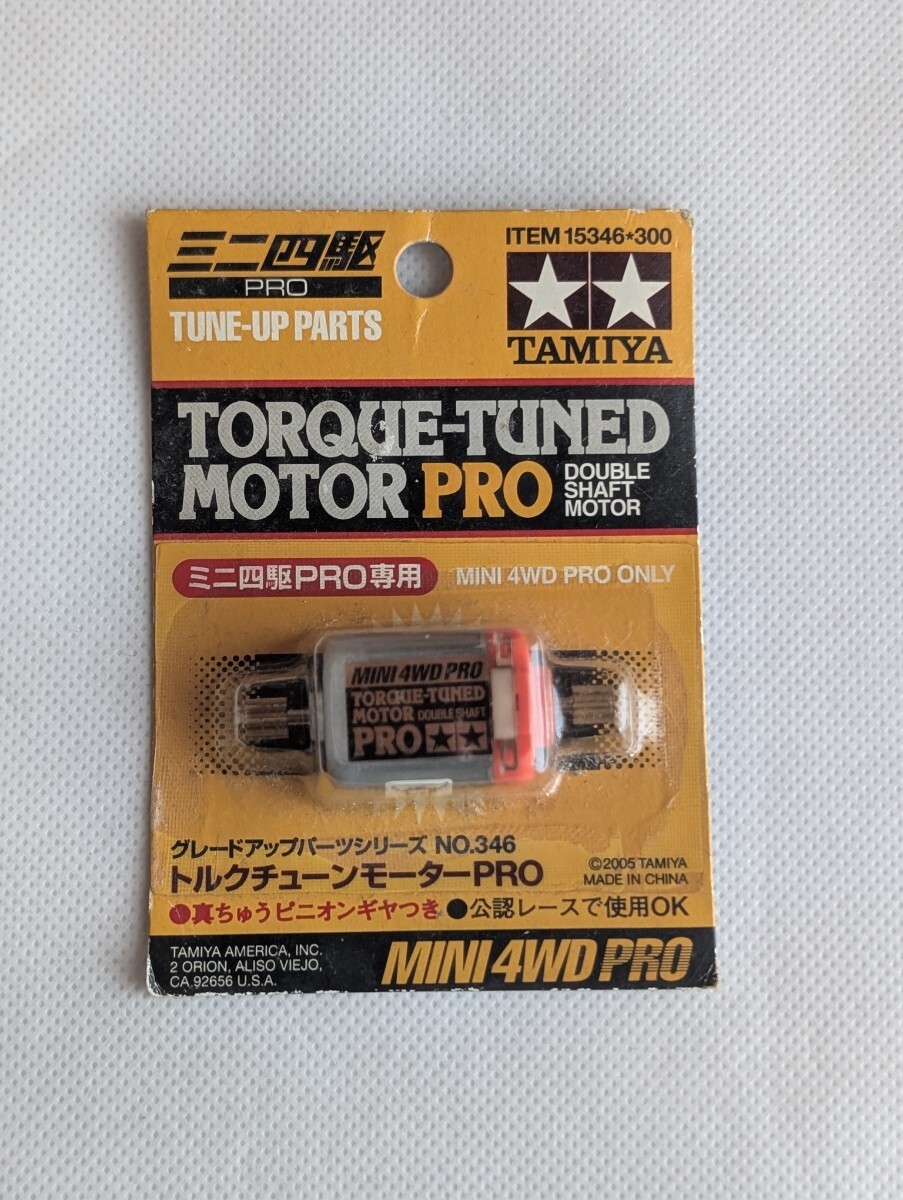 ミニ四駆
PRO
TUNE-UP PARTS
ITEM 15346*300
TAMIYA
TORQUE-TUNED
MOTOR PRO
DOUBLE
SHAFT
MOTOR
ミニ四駆PRO専用
MINI 4WD PRO ONLY
MINI 4WD PRO
TORQUE-TUNED
MOTOR DOUBLE SHAFT
PRO
グレードアップパーツシリーズ NO.346
トルクチューンモーターPRO
©2005 TAMIYA
MADE IN CHINA
●真ちゅうピニオンギヤつき ●公認レースで使用OK
TAMIYA AMERICA, INC.
2 ORION, ALISO VIEJO,
CA 92656 U.S.A.
MINI 4WD PRO